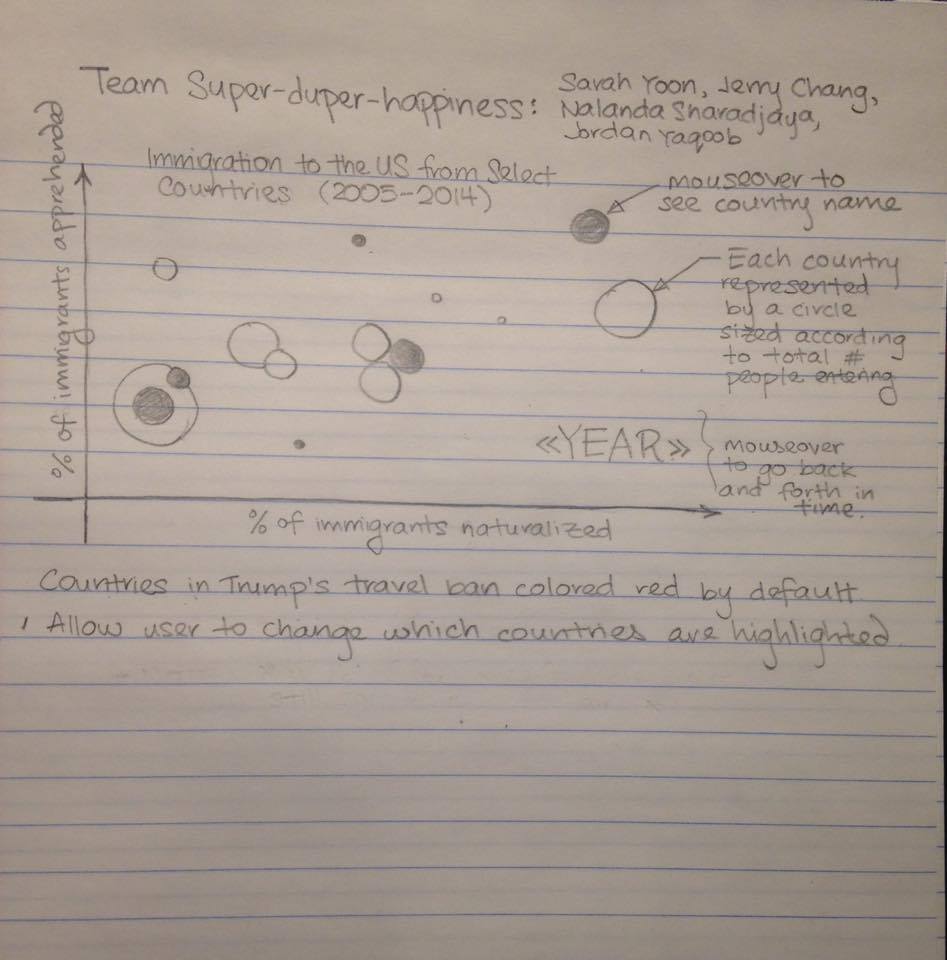 Team Super-duper-happiness:
Sarah Yoon, Jerry Chang,
Nalanda Sharadjaya,
Jordan Yaqoob
Immigration to the US from Select
Countries (2005-2014)
% of immigrants apprehended
mouseover to
see country name
Each country
represented
by a circle
sized according
to total #
people entering
«YEAR»
mouseover
to go back
and forth in
time.
% of immigrants naturalized
Countries in Trump's travel ban colored red by default
Allow user to change which countries are highlighted